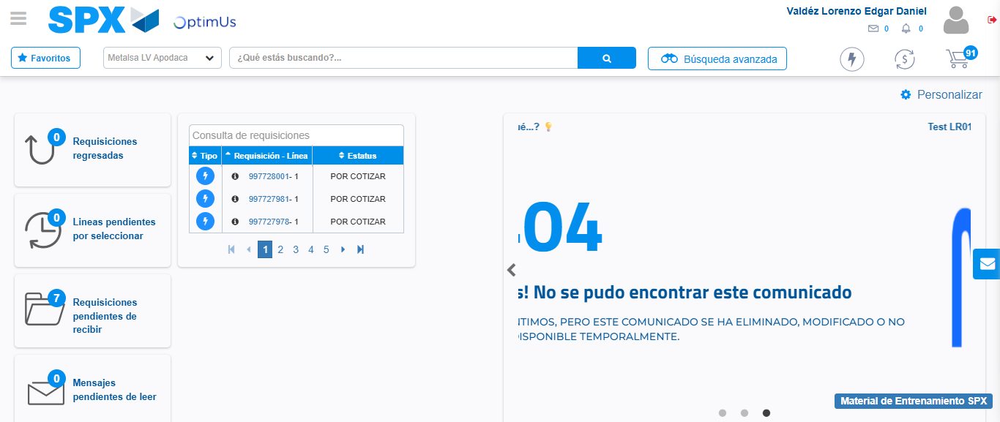 SPX
OptimUs
Valdéz Lorenzo Edgar Daniel
0
0
Favoritos
Metalsa LV Apodaca
¿Qué estás buscando?...
Búsqueda avanzada
$
91
Personalizar
0
Requisiciones
regresadas
0
Lineas pendientes
por seleccionar
7
Requisiciones
pendientes de
recibir
0
Mensajes
pendientes de leer
Consulta de requisiciones
Tipo Requisición - Línea Estatus
997728001- 1 POR COTIZAR
997727981- 1 POR COTIZAR
997727978- 1 POR COTIZAR
1 2 3 4 5
ué...?
Test LR01
04
s! No se pudo encontrar este comunicado
NTIMOS, PERO ESTE COMUNICADO SE HA ELIMINADO, MODIFICADO O NO
DISPONIBLE TEMPORALMENTE.
Material de Entrenamiento SPX